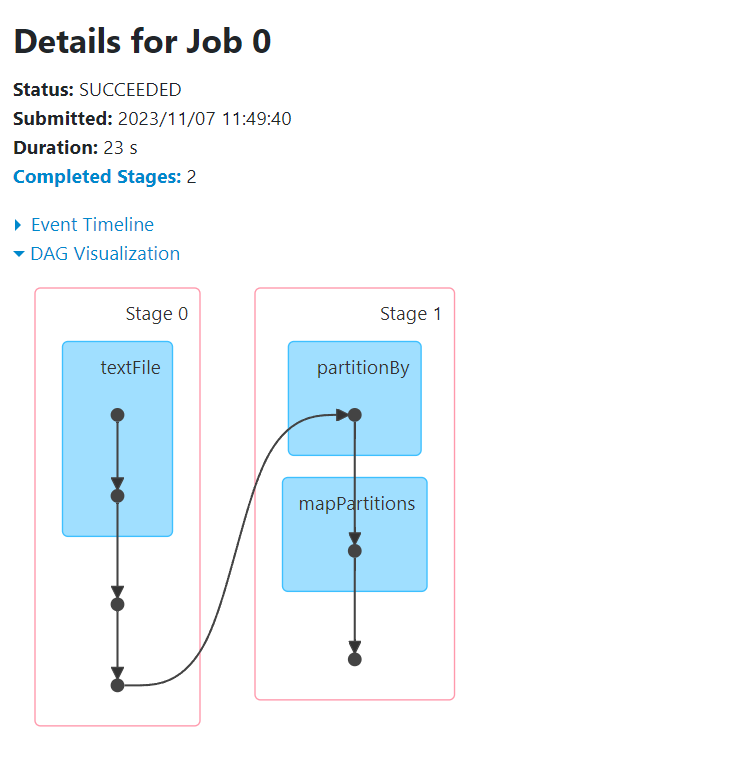 Details for Job 0
Status: SUCCEEDED
Submitted: 2023/11/07 11:49:40
Duration: 23 s
Completed Stages: 2
Event Timeline
DAG Visualization
Stage 0
textFile
Stage 1
partitionBy
mapPartitions